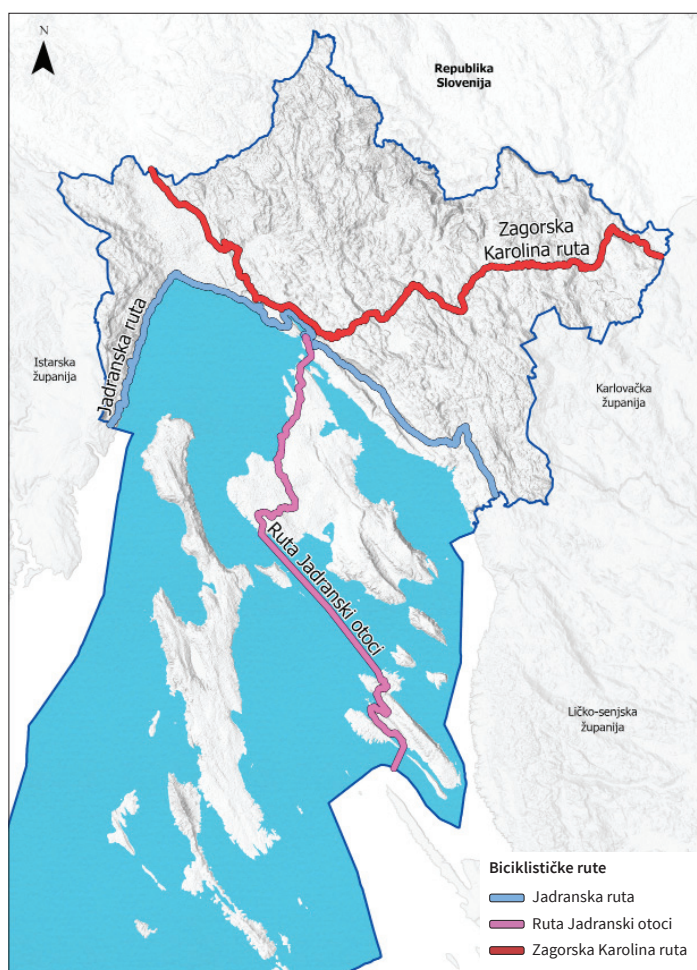 N
Republika
Slovenija
Zagorska
Karolina ruta
Jadranska ruta
Istarska
županija
Karlovačka
županija
Ruta Jadranski otoci
Ličko-senjska
županija
Biciklističke rute
Jadranska ruta
Ruta Jadranski otoci
Zagorska Karolina ruta